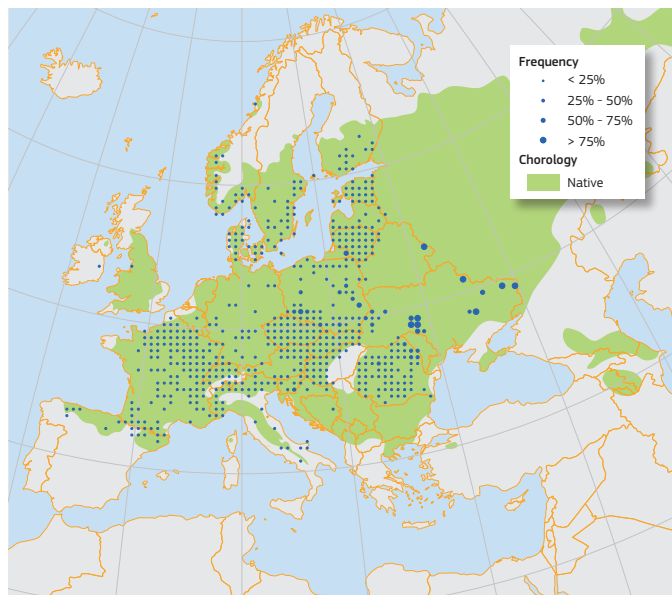 Frequency
< 25%
25% - 50%
50% - 75%
> 75%
Chorology
Native